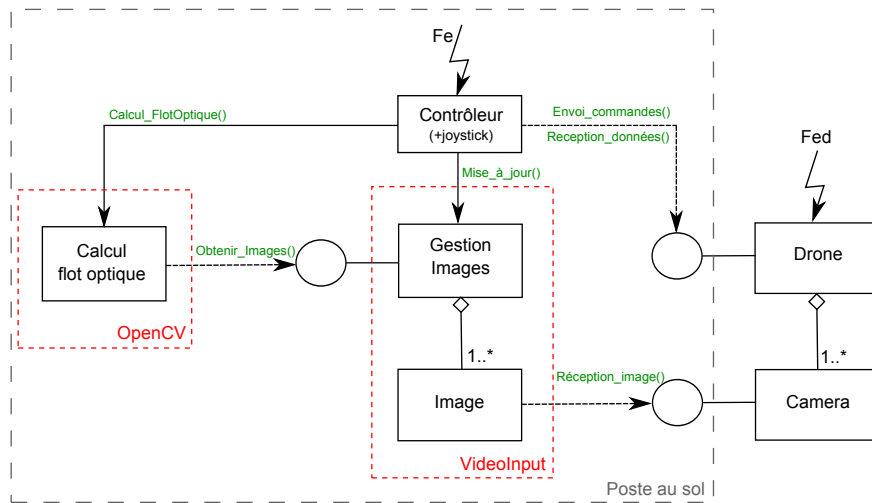 Fe
Calcul_FlotOptique()
Contrôleur
(+joystick)
Envoi_commandes()
Reception_données()
Fed
Mise_à_jour()
Calcul
flot optique
Obtenir_Images()
Gestion
Images
Drone
OpenCV
1..*
1..*
Image
Réception_image()
Camera
VideoInput
Poste au sol